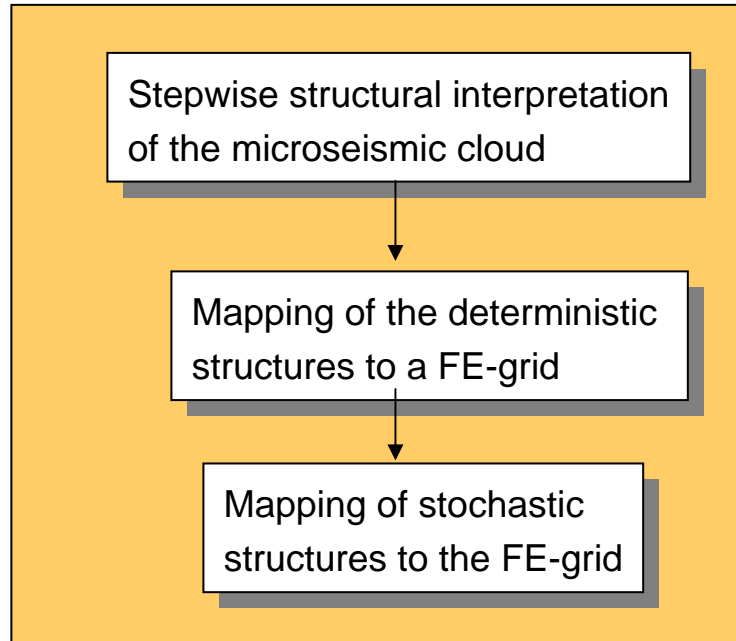 Stepwise structural interpretation
of the microseismic cloud
Mapping of the deterministic
structures to a FE-grid
Mapping of stochastic
structures to the FE-grid